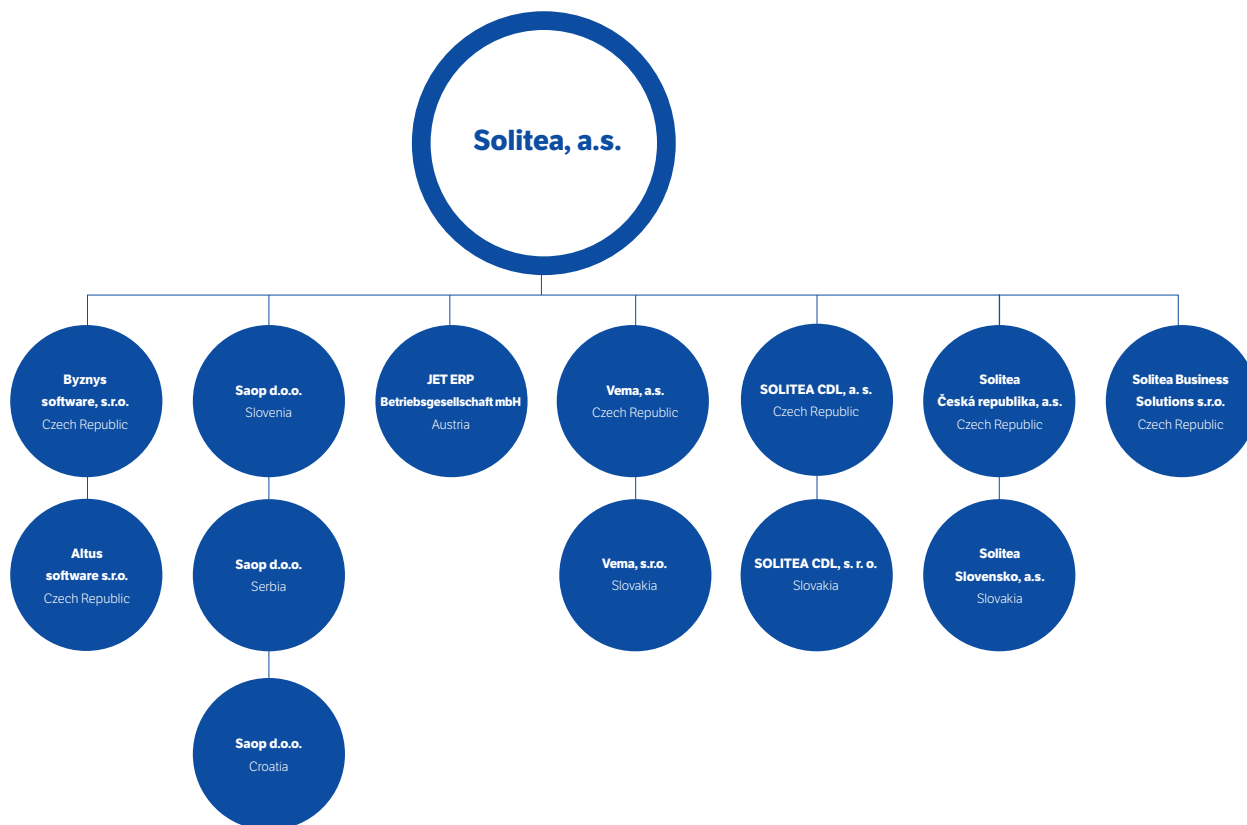 Solitea, a.s.
Byznys
software, s.r.o.
Czech Republic
Saop d.o.o.
Slovenia
JET ERP
Betriebsgesellschaft mbH
Austria
Vema, a.s.
Czech Republic
SOLITEA CDL, a. s.
Czech Republic
Solitea
Česká republika, a.s.
Czech Republic
Solitea Business
Solutions s.r.o.
Czech Republic
Altus
software s.r.o.
Czech Republic
Saop d.o.o.
Serbia
Vema, s.r.o.
Slovakia
SOLITEA CDL, s. r. o.
Slovakia
Solitea
Slovensko, a.s.
Slovakia
Saop d.o.o.
Croatia